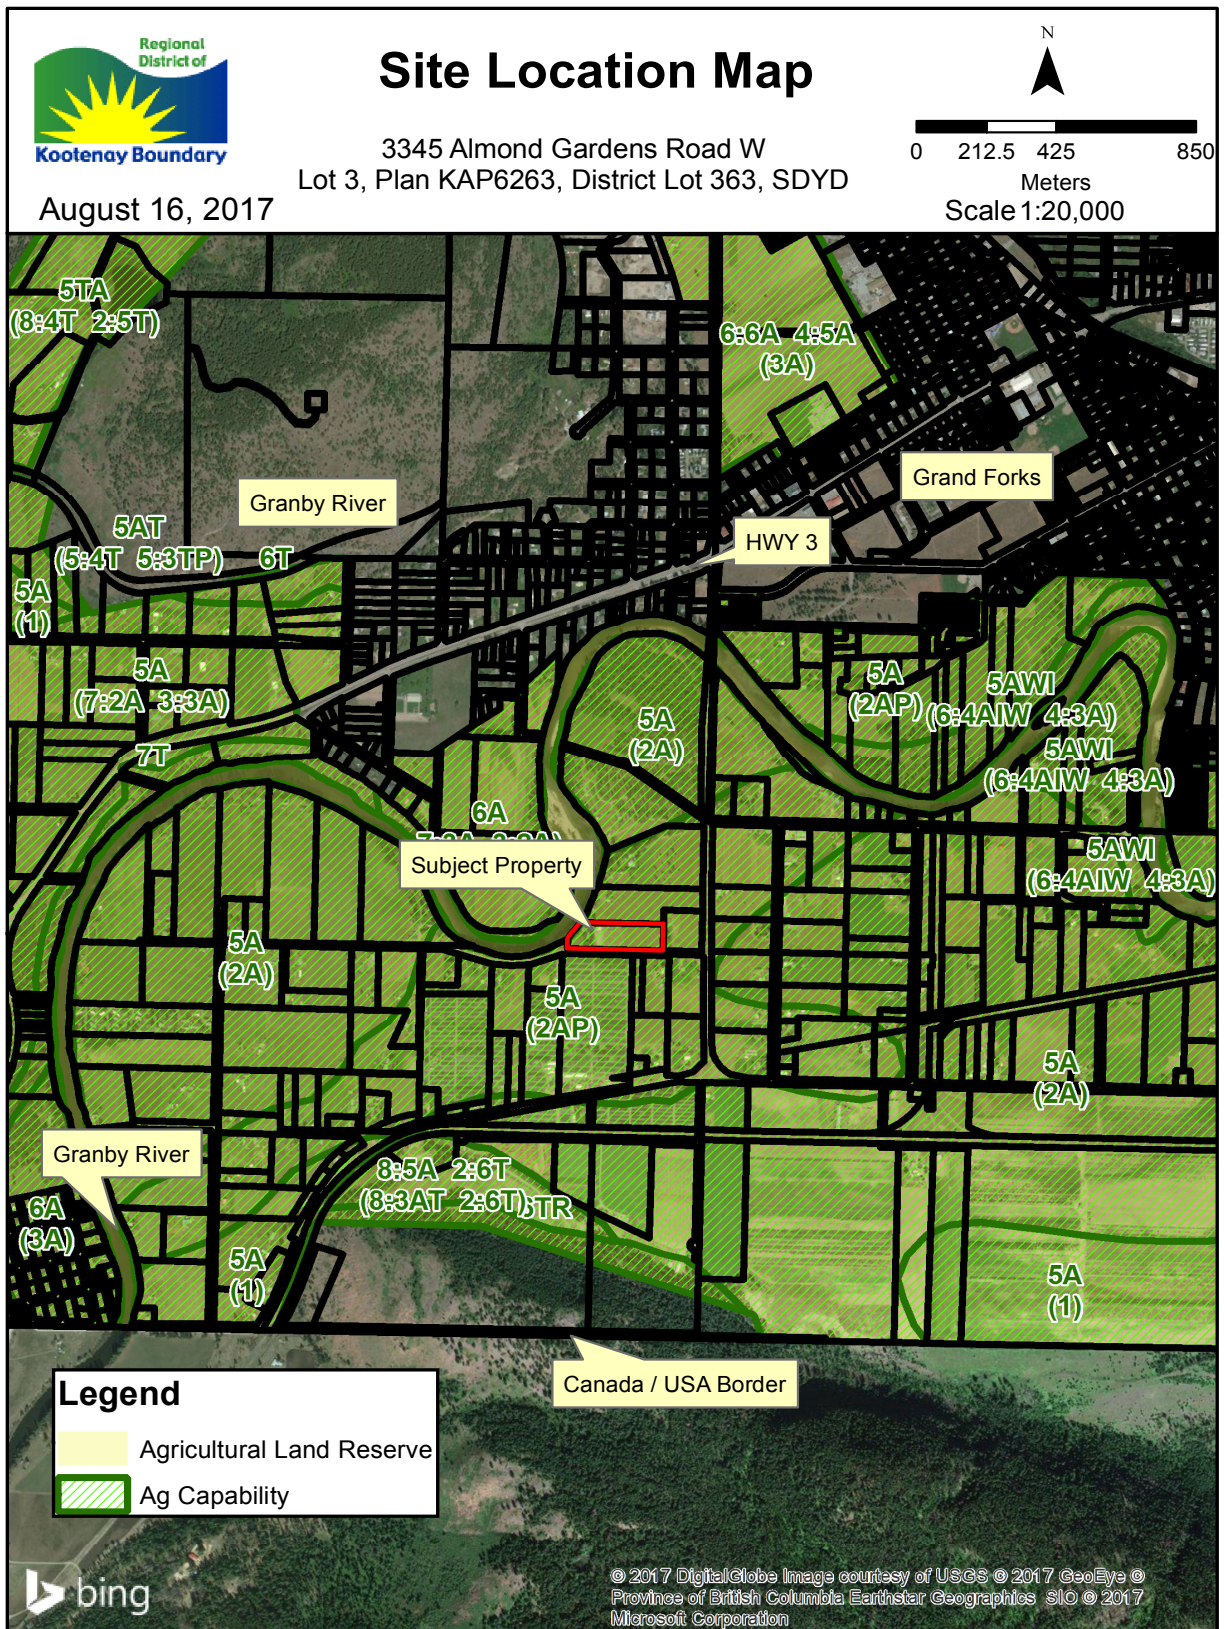 Regional
District of
Kootenay Boundary
Site Location Map
3345 Almond Gardens Road W
Lot 3, Plan KAP6263, District Lot 363, SDYD
August 16, 2017
N
0 212.5 425 850
Meters
Scale 1:20,000
5TA
(8:4T 2:5T)
6:6A 4:5A
(3A)
Grand Forks
Granby River
5AT
(5:4T 5:3TP)
6T
HWY 3
5A
(1)
5A
(7:2A 3:3A)
5A
(2AP)
5AWI
(6:4AIW 4:3A)
5A
(2A)
5AWI
(6:4AIW 4:3A)
7T
6A
Subject Property
5AWI
(6:4AIW 4:3A)
5A
(2A)
5A
(2AP)
5A
(2A)
Granby River
8:5A 2:6T
(8:3AT 2:6T)
6A
(3A)
5A
(1)
5A
(1)
Canada / USA Border
Legend
Agricultural Land Reserve
Ag Capability
bing
© 2017 DigitalGlobe Image courtesy of USGS © 2017 GeoEye ©
Province of British Columbia Earthstar Geographics SIO © 2017
Microsoft Corporation